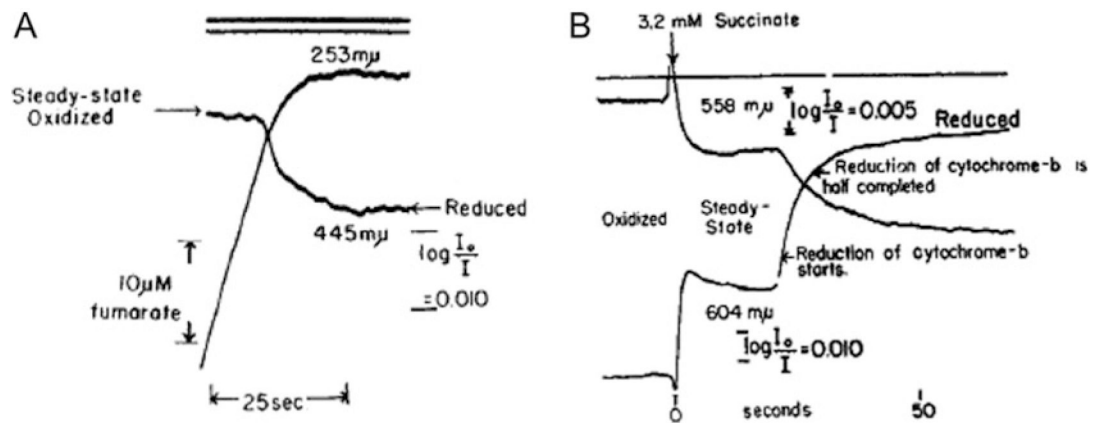 A
253mμ
Steady-state
Oxidized
Reduced
445mμ
log I₀/I
=0.010
10μM
fumarate
25sec
B
3.2 mM Succinate
558 mμ
log I₀/I =0.005
Reduced
Reduction of cytochrome-b is
half completed
Oxidized
Steady-
State
Reduction of cytochrome-b
starts.
604 mμ
log I₀/I =0.010
0
seconds
50